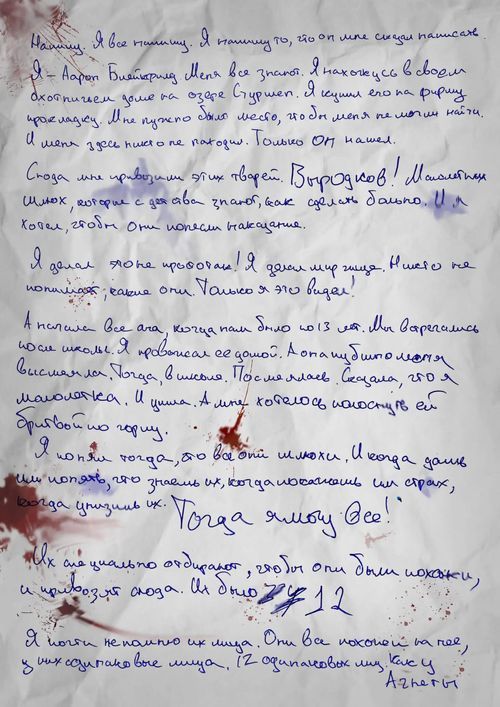 Напишу. Я все напишу. Я напишу то, что он мне сказал написать.
Я – Аарон Меня все знают. Я нахожусь в своем
охотничьем доме на озере Я купил его на фирму
прокладку. Мне нужно было место, чтобы меня не могли найти.
И меня здесь никто не находил. Только ОН нашел.
Сюда мне привозили этих тварей. Выродков! Малолетних
шлюх, которые с детства знают, как сделать больно. И я
хотел, чтобы они понесли наказание.
Я делал это не просто так! Я делал мир чище. Никто не
понимает, какие они. Только я это видел!
А начала все она, когда нам было по 13 лет. Мы встречались
после школы. Я провожал ее домой. А она публично меня
высмеяла. Тогда, в школе. Посмеялась. Сказала, что я
малолетка. И ушла. А мне хотелось полоснуть ей
бритвой по горлу.
Я понял тогда, что все они шлюхи. И когда даешь
им понять, что знаешь их, когда покажешь им страх,
когда унизишь их. Тогда я могу Все!
Их специально отбирают, чтобы они были похожи,
и привозят сюда. Их было 12
Я почти не помню их лица. Они все похожи на нее,
у них одинаковые лица. 12 одинаковых лиц. Как у
Агнеты